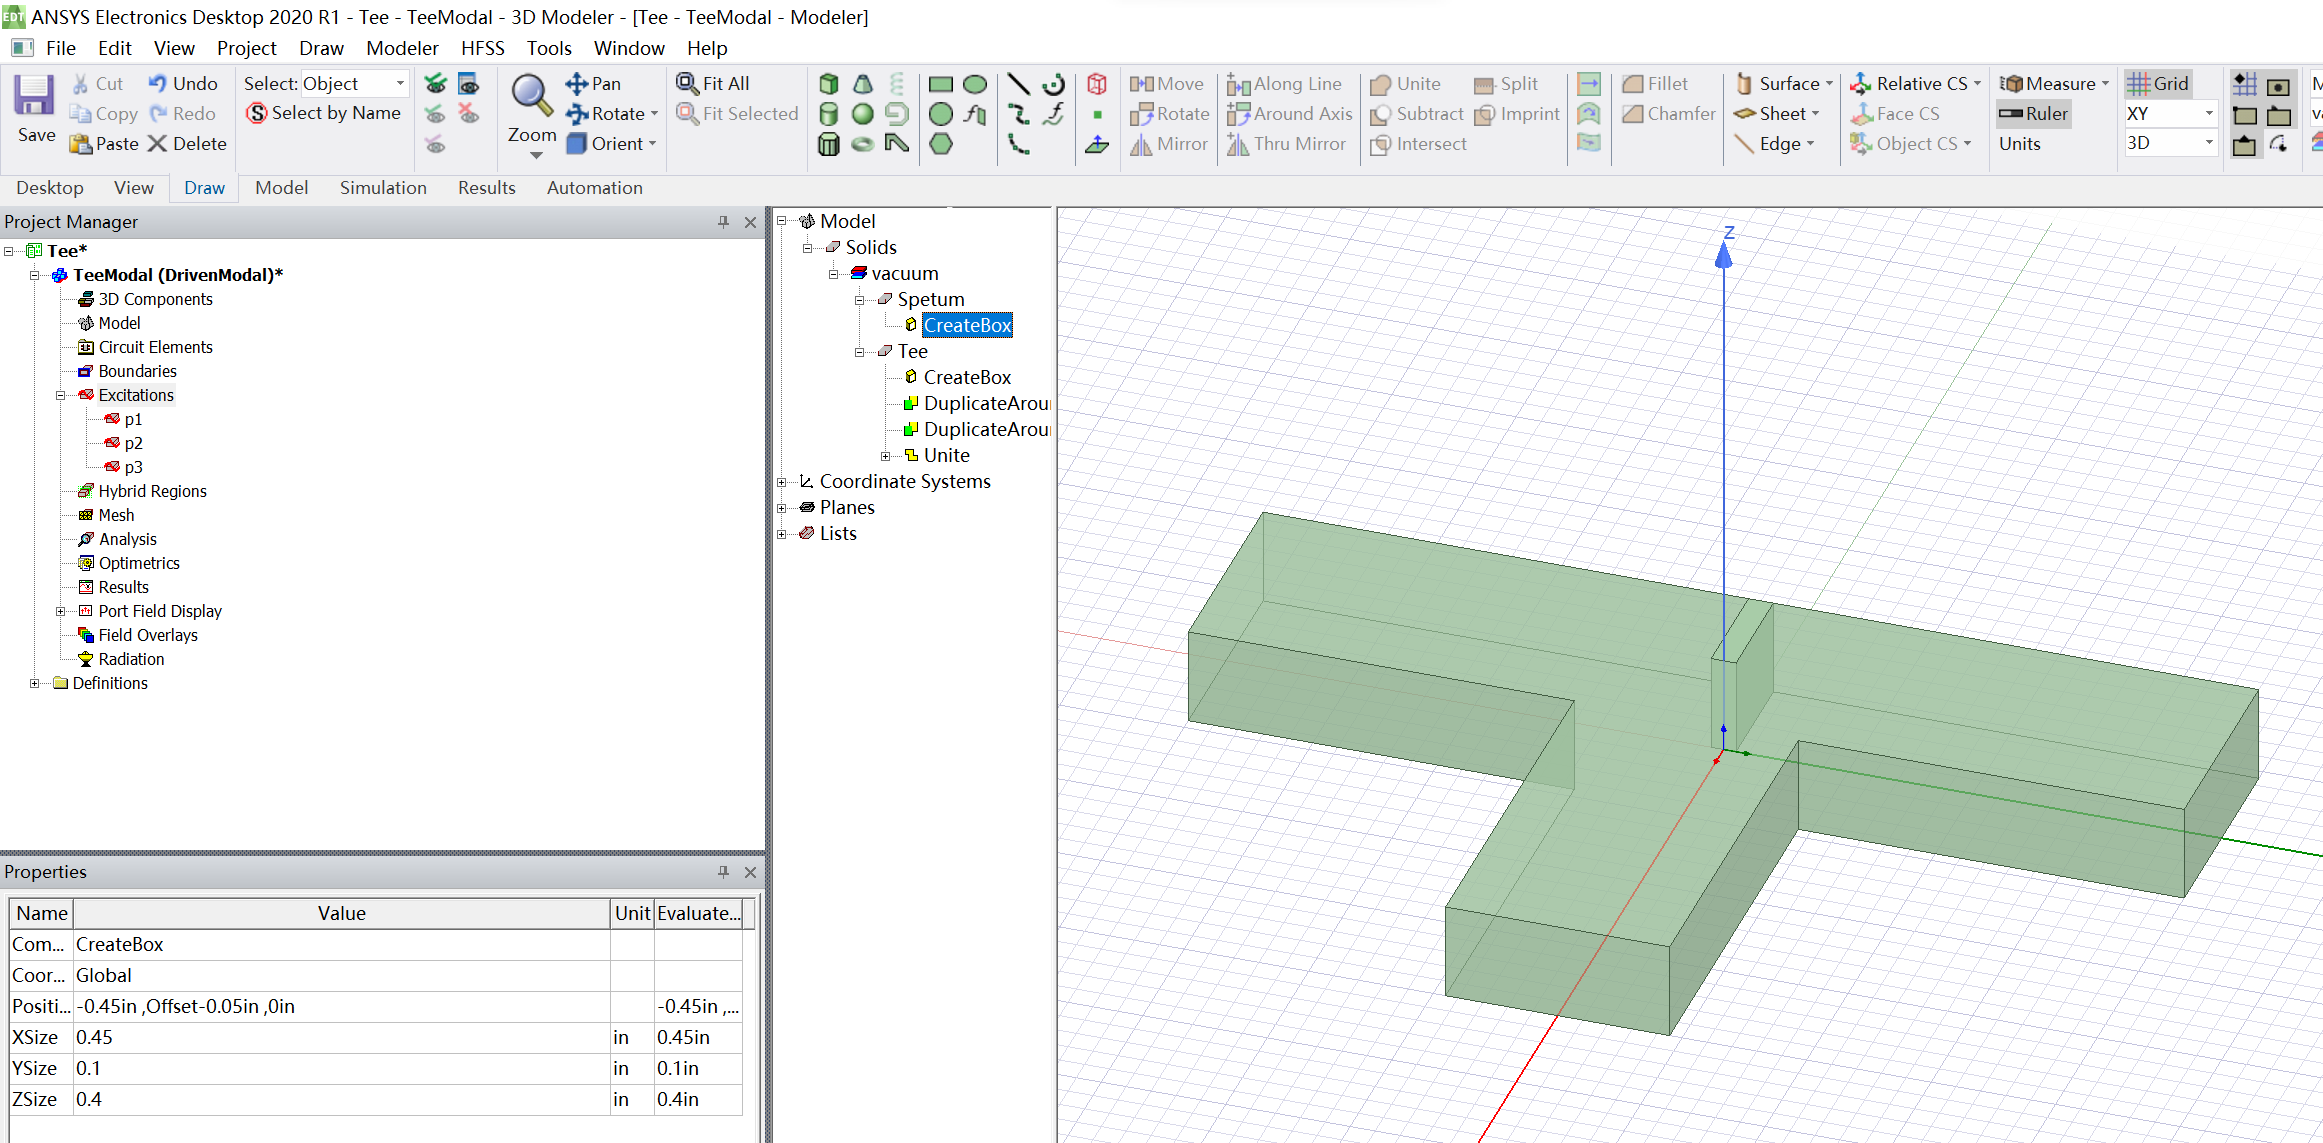 EDT ANSYS Electronics Desktop 2020 R1 - Tee - TeeModal - 3D Modeler - [Tee - TeeModal - Modeler]
File Edit View Project Draw Modeler HFSS Tools Window Help
Save
Cut Undo
Copy Redo
Paste Delete
Select: Object
Select by Name
Zoom
Pan
Rotate
Orient
Fit All
Fit Selected
Move Along Line
Rotate Around Axis
Mirror Thru Mirror
Unite Split
Subtract Imprint
Intersect
Fillet
Chamfer
Surface
Sheet
Edge
Relative CS
Face CS
Object CS
Measure
Ruler
Units
Grid
XY
3D
Desktop View Draw Model Simulation Results Automation
Project Manager
Tee*
TeeModal (DrivenModal)*
3D Components
Model
Circuit Elements
Boundaries
Excitations
p1
p2
p3
Hybrid Regions
Mesh
Analysis
Optimetrics
Results
Port Field Display
Field Overlays
Radiation
Definitions
Properties
Name Value Unit Evaluate...
Com... CreateBox
Coor... Global
Positi... -0.45in ,Offset-0.05in ,0in -0.45in ,...
XSize 0.45 in 0.45in
YSize 0.1 in 0.1in
ZSize 0.4 in 0.4in
Model
Solids
vacuum
Spetum
CreateBox
Tee
CreateBox
DuplicateArou
DuplicateArou
Unite
Coordinate Systems
Planes
Lists
Z